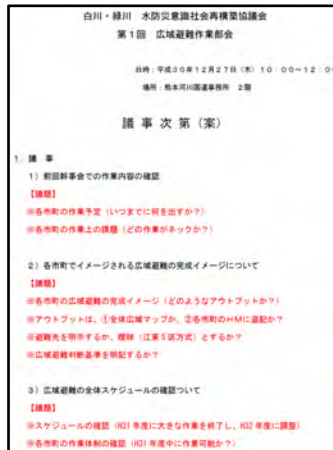 白川・緑川 水防災意識社会再構築協議会
第1回 広域避難作業部会
日時：平成30年12月27日（木）10：00～12：0
場所：熊本河川国道事務所 2階
議事次第（案）
1．議 事
1）前回幹事会での作業内容の確認
【議題】
※各市町の作業予定（いつまでに何を出すか？）
※各市町の作業上の課題（どの作業がネックか？）
2）各市町でイメージされる広域避難の完成イメージについて
【議題】
※各市町の広域避難の完成イメージ（どのようなアウトプットか？）
※アウトプットは、①全体広域マップか、②各市町のHMに追記か？
※避難先を明示するか、曖昧（江東5区方式）とするか？
※広域避難判断基準を明記するか？
3）広域避難の全体スケジュールの確認ついて
【議題】
※スケジュールの確認（H31年度に大きな作業を終了し、H32年度に調整）
※各市町の作業体制の確認（H31年度中に作業可能か？）